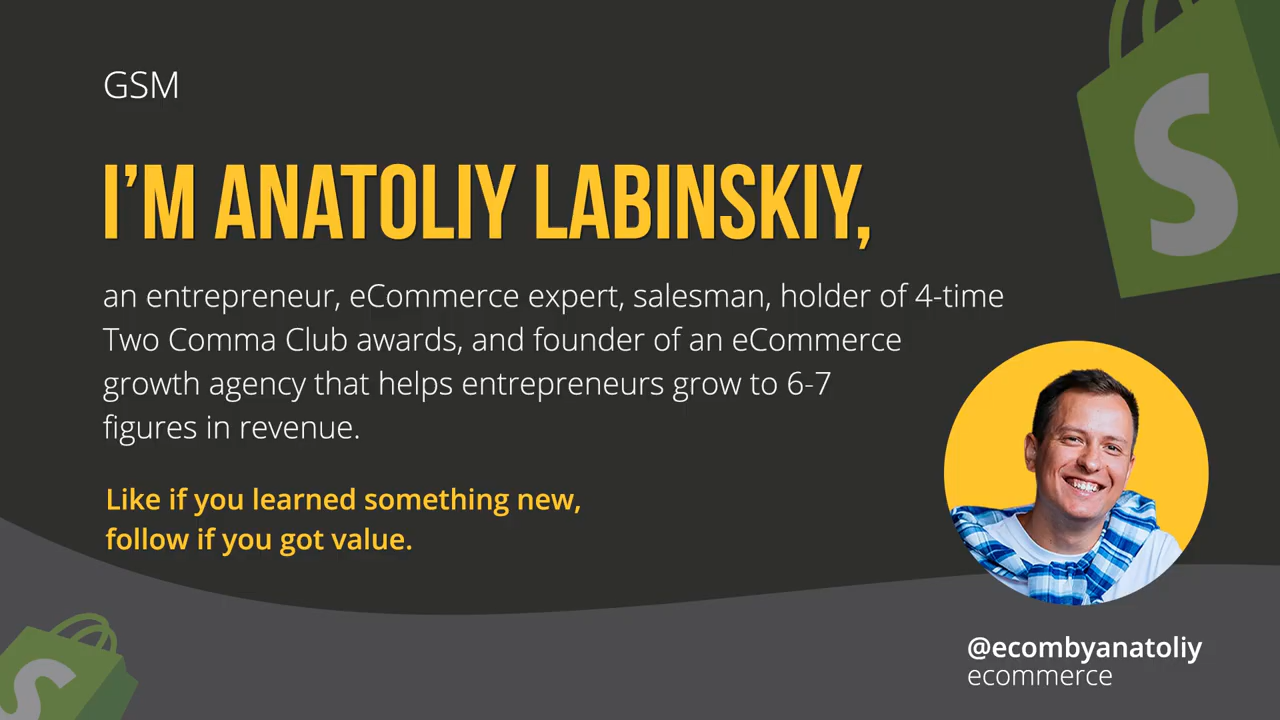 GSM
I'M ANATOLIY LABINSKIY,
an entrepreneur, eCommerce expert, salesman, holder of 4-time
Two Comma Club awards, and founder of an eCommerce
growth agency that helps entrepreneurs grow to 6-7
figures in revenue.
Like if you learned something new,
follow if you got value.
@ecombyanatoliy
ecommerce